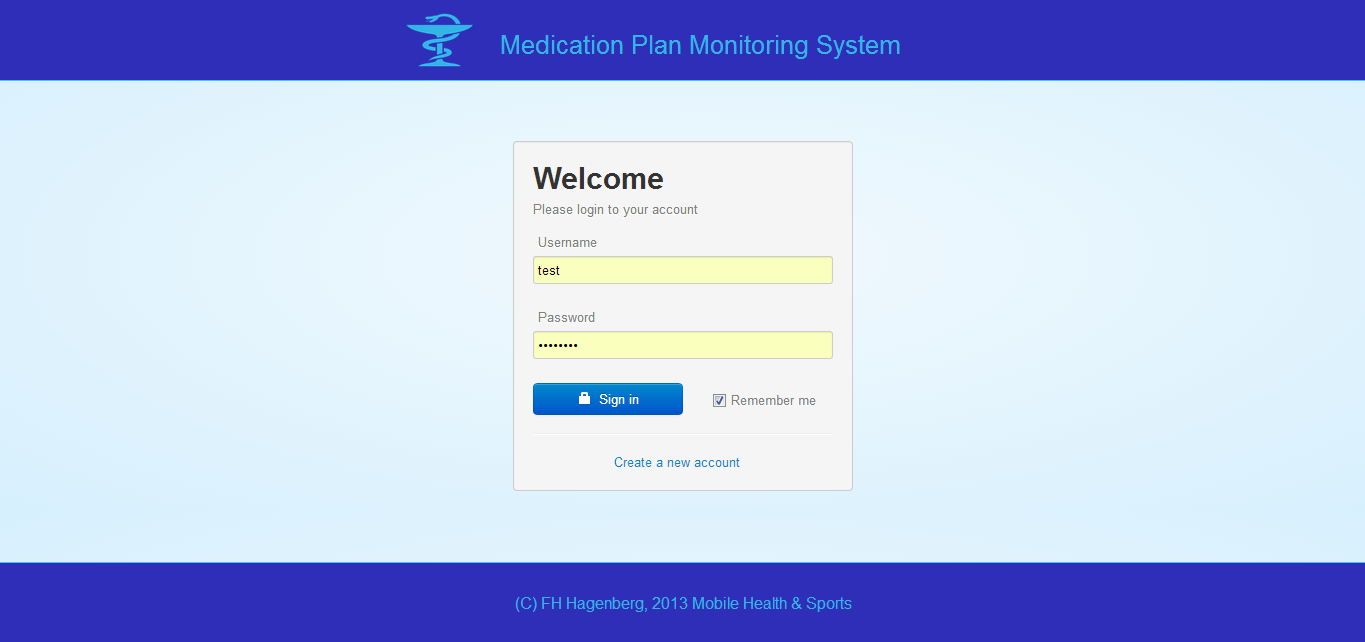 Medication Plan Monitoring System
Welcome
Please login to your account
Username
test
Password
••••••••
Sign in
Remember me
Create a new account
(C) FH Hagenberg, 2013 Mobile Health & Sports